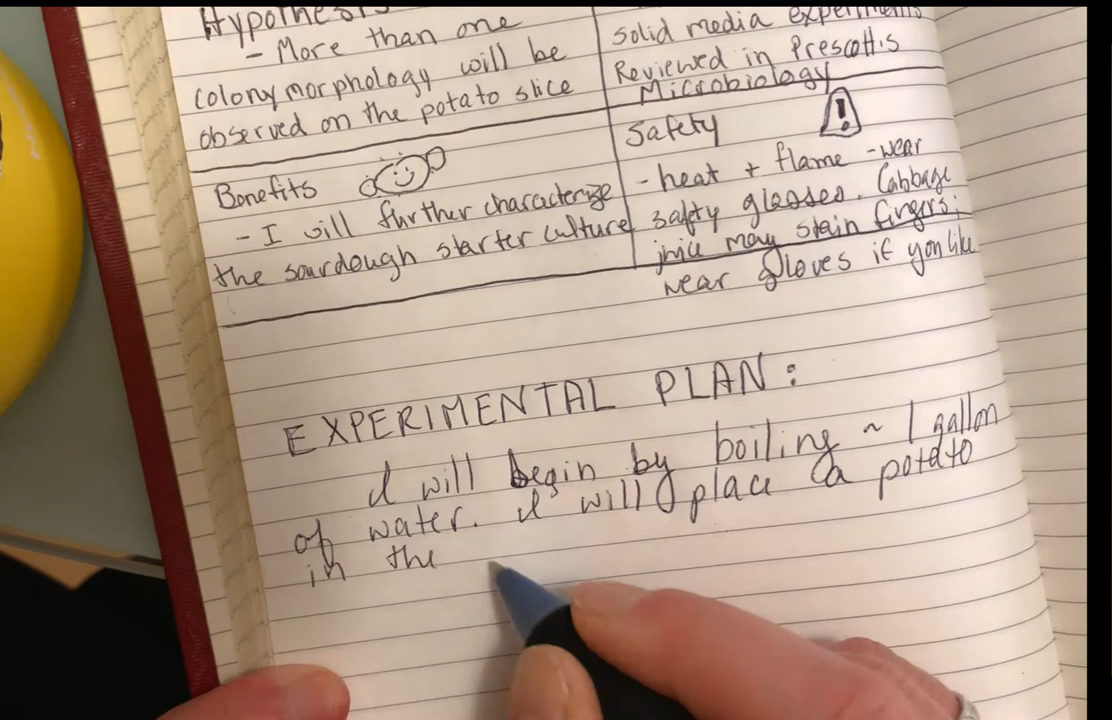 Hypothesis
- More than one
colony morphology will be
observed on the potato slice
solid media experiments
Reviewed in Prescott's
Microbiology
Benefits
- I will further characterize
the sourdough starter culture
Safety
- heat + flame - wear
safty glasses. Cabbage
juice may stain fingers;
wear gloves if you like
EXPERIMENTAL PLAN:
I will begin by boiling ~ 1 gallon
of water. I will place a potato
in the